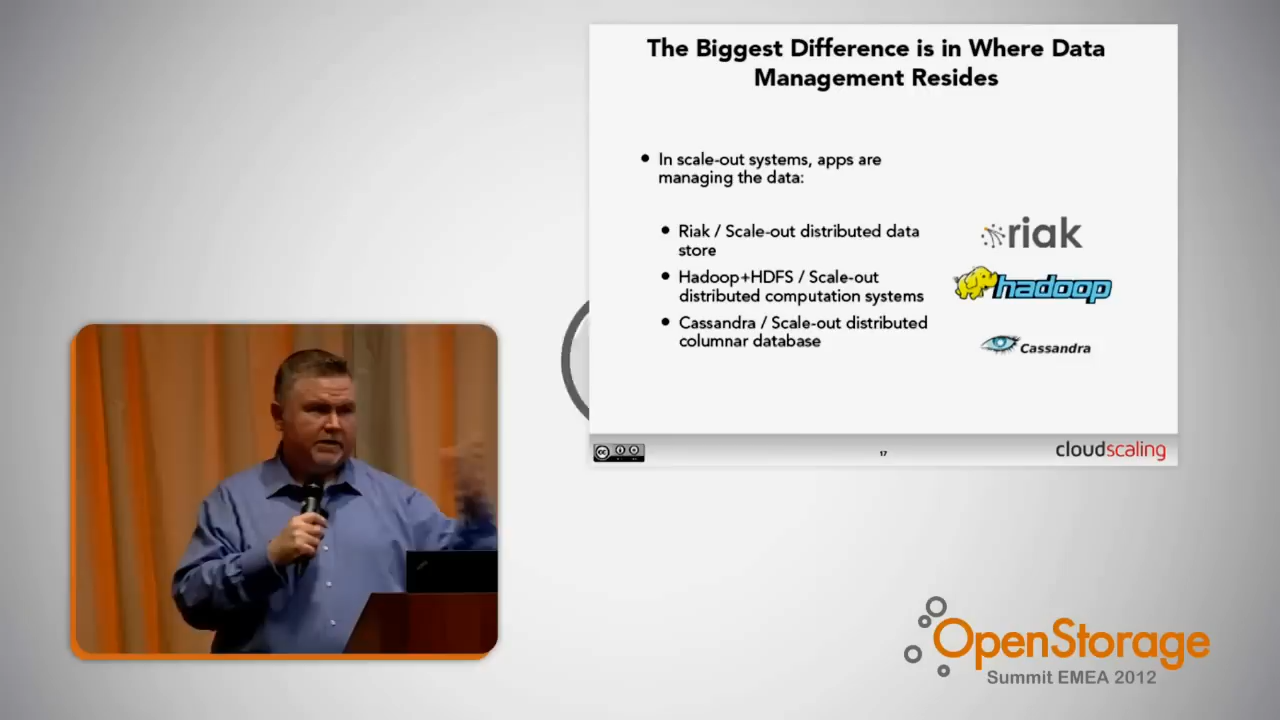 The Biggest Difference is in Where Data
Management Resides
• In scale-out systems, apps are
managing the data:
• Riak / Scale-out distributed data
store
• Hadoop+HDFS / Scale-out
distributed computation systems
• Cassandra / Scale-out distributed
columnar database
riak
hadoop
Cassandra
cc
17
cloudscaling
OpenStorage
Summit EMEA 2012